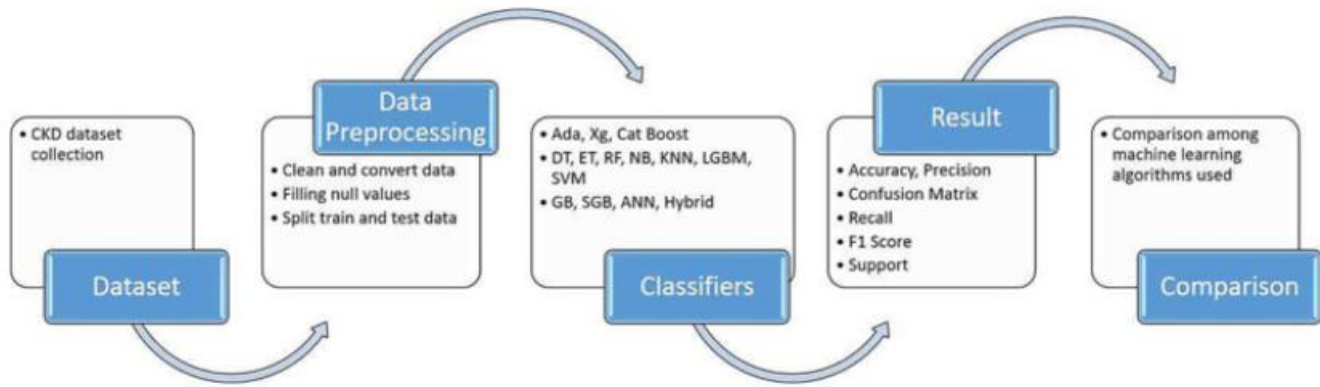 • CKD dataset
collection
Dataset
Data
Preprocessing
• Clean and convert data
• Filling null values
• Split train and test data
• Ada, Xg, Cat Boost
• DT, ET, RF, NB, KNN, LGBM,
SVM
• GB, SGB, ANN, Hybrid
Classifiers
Result
• Accuracy, Precision
• Confusion Matrix
• Recall
• F1 Score
• Support
• Comparison among
machine learning
algorithms used
Comparison